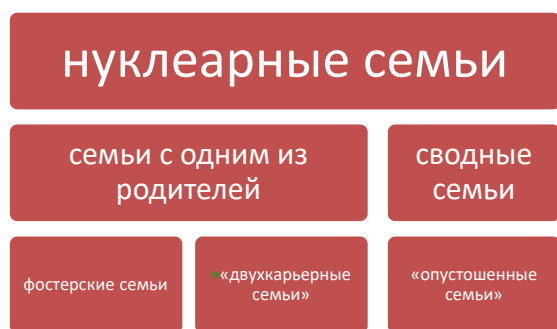 нуклеарные семьи
семьи с одним из
родителей
сводные
семьи
фостерские семьи
•«двухкарьерные
семьи»
«опустошенные
семьи»